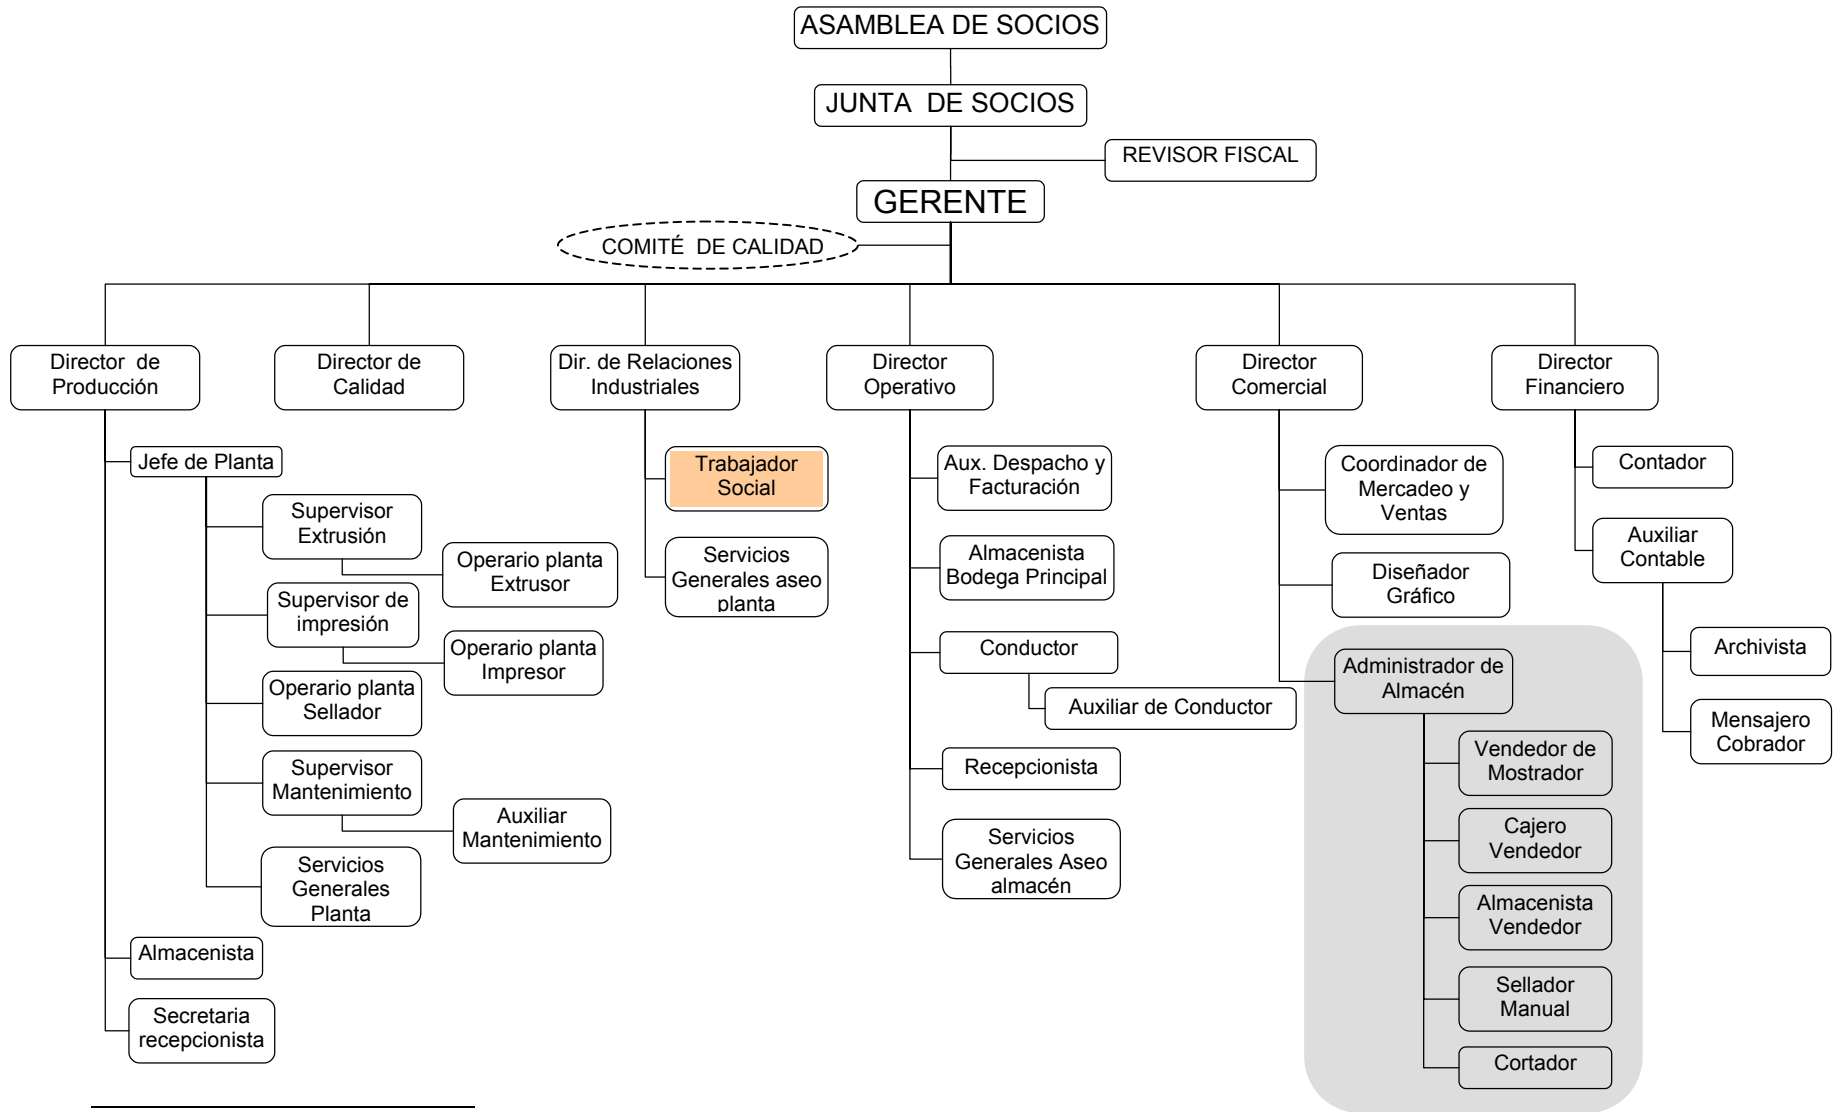 ASAMBLEA DE SOCIOS
JUNTA DE SOCIOS
REVISOR FISCAL
GERENTE
COMITÉ DE CALIDAD
Director de
Producción
Director de
Calidad
Dir. de Relaciones
Industriales
Director
Operativo
Director
Comercial
Director
Financiero
Jefe de Planta
Supervisor
Extrusión
Operario planta
Extrusor
Supervisor de
impresión
Operario planta
Impresor
Operario planta
Sellador
Supervisor
Mantenimiento
Auxiliar
Mantenimiento
Servicios
Generales
Planta
Almacenista
Secretaria
recepcionista
Trabajador
Social
Servicios
Generales aseo
planta
Aux. Despacho y
Facturación
Almacenista
Bodega Principal
Conductor
Auxiliar de Conductor
Recepcionista
Servicios
Generales Aseo
almacén
Coordinador de
Mercadeo y
Ventas
Diseñador
Gráfico
Administrador de
Almacén
Vendedor de
Mostrador
Cajero
Vendedor
Almacenista
Vendedor
Sellador
Manual
Cortador
Contador
Auxiliar
Contable
Archivista
Mensajero
Cobrador